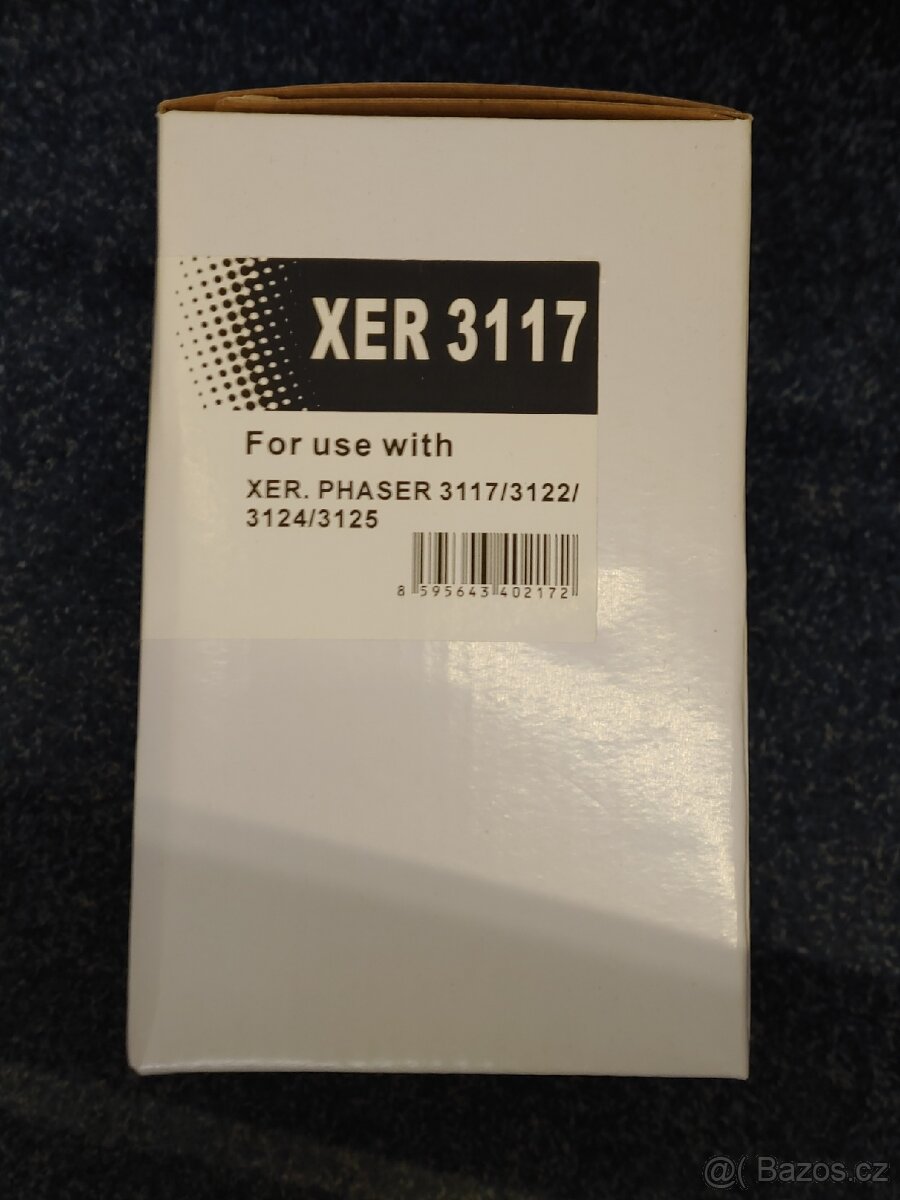 XER 3117
For use with
XER. PHASER 3117/3122/
3124/3125
8 595643 402172
@( Bazos.cz